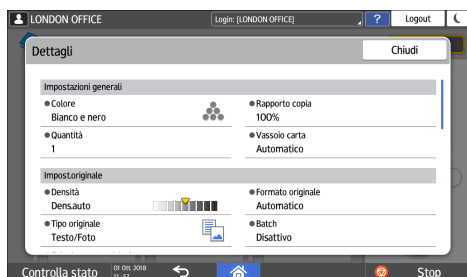 LONDON OFFICE
Login: [LONDON OFFICE]
?
Logout
Dettagli
Chiudi
Impostazioni generali
Colore
Bianco e nero
Rapporto copia
100%
Quantità
1
Vassoio carta
Automatico
Impost.originale
Densità
Densauto
Formato originale
Automatico
Tipo originale
Testo/Foto
Batch
Disattivo
Controlla stato
01 Ott. 2018
Stop